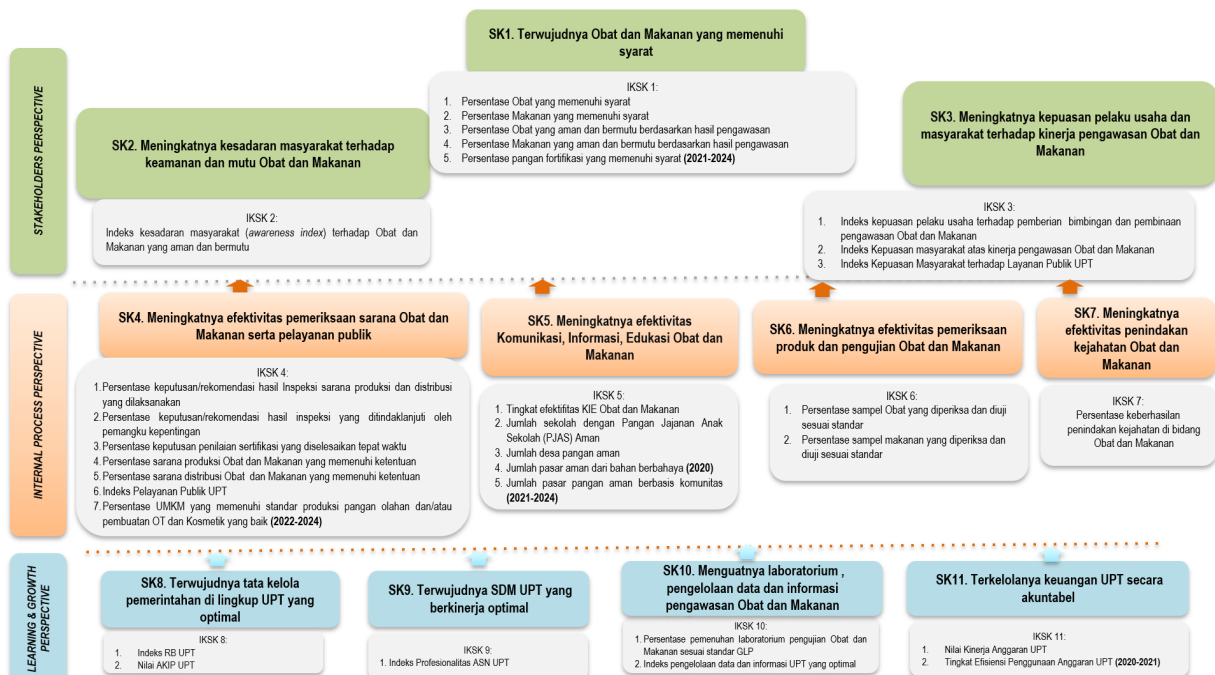 STAKEHOLDERS PERSPECTIVE
SK1. Terwujudnya Obat dan Makanan yang memenuhi
syarat
IKSK 1:
1. Persentase Obat yang memenuhi syarat
2. Persentase Makanan yang memenuhi syarat
3. Persentase Obat yang aman dan bermutu berdasarkan hasil pengawasan
4. Persentase Makanan yang aman dan bermutu berdasarkan hasil pengawasan
5. Persentase pangan fortifikasi yang memenuhi syarat (2021-2024)
SK2. Meningkatnya kesadaran masyarakat terhadap
keamanan dan mutu Obat dan Makanan
IKSK 2:
Indeks kesadaran masyarakat (awareness index) terhadap Obat dan
Makanan yang aman dan bermutu
SK3. Meningkatnya kepuasan pelaku usaha dan
masyarakat terhadap kinerja pengawasan Obat dan
Makanan
IKSK 3:
1. Indeks kepuasan pelaku usaha terhadap pemberian bimbingan dan pembinaan
pengawasan Obat dan Makanan
2. Indeks Kepuasan masyarakat atas kinerja pengawasan Obat dan Makanan
3. Indeks Kepuasan Masyarakat terhadap Layanan Publik UPT
INTERNAL PROCESS PERSPECTIVE
SK4. Meningkatnya efektivitas pemeriksaan sarana Obat dan
Makanan serta pelayanan publik
IKSK 4:
1. Persentase keputusan/rekomendasi hasil Inspeksi sarana produksi dan distribusi
yang dilaksanakan
2. Persentase keputusan/rekomendasi hasil inspeksi yang ditindaklanjuti oleh
pemangku kepentingan
3. Persentase keputusan penilaian sertifikasi yang diselesaikan tepat waktu
4. Persentase sarana produksi Obat dan Makanan yang memenuhi ketentuan
5. Persentase sarana distribusi Obat dan Makanan yang memenuhi ketentuan
6. Indeks Pelayanan Publik UPT
7. Persentase UMKM yang memenuhi standar produksi pangan olahan dan/atau
pembuatan OT dan Kosmetik yang baik (2022-2024)
SK5. Meningkatnya efektivitas
Komunikasi, Informasi, Edukasi Obat dan
Makanan
IKSK 5:
1. Tingkat efektifitas KIE Obat dan Makanan
2. Jumlah sekolah dengan Pangan Jajanan Anak
Sekolah (PJAS) Aman
3. Jumlah desa pangan aman
4. Jumlah pasar aman dari bahan berbahaya (2020)
5. Jumlah pasar pangan aman berbasis komunitas
(2021-2024)
SK6. Meningkatnya efektivitas pemeriksaan
produk dan pengujian Obat dan Makanan
IKSK 6:
1. Persentase sampel Obat yang diperiksa dan diuji
sesuai standar
2. Persentase sampel makanan yang diperiksa dan
diuji sesuai standar
SK7. Meningkatnya
efektivitas penindakan
kejahatan Obat dan
Makanan
IKSK 7:
Persentase keberhasilan
penindakan kejahatan di bidang
Obat dan Makanan
LEARNING & GROWTH
PERSPECTIVE
SK8. Terwujudnya tata kelola
pemerintahan di lingkup UPT yang
optimal
IKSK 8:
1. Indeks RB UPT
2. Nilai AKIP UPT
SK9. Terwujudnya SDM UPT yang
berkinerja optimal
IKSK 9:
1. Indeks Profesionalitas ASN UPT
SK10. Menguatnya laboratorium ,
pengelolaan data dan informasi
pengawasan Obat dan Makanan
IKSK 10:
1. Persentase pemenuhan laboratorium pengujian Obat dan
Makanan sesuai standar GLP
2. Indeks pengelolaan data dan informasi UPT yang optimal
SK11. Terkelolanya keuangan UPT secara
akuntabel
IKSK 11:
1. Nilai Kinerja Anggaran UPT
2. Tingkat Efisiensi Penggunaan Anggaran UPT (2020-2021)